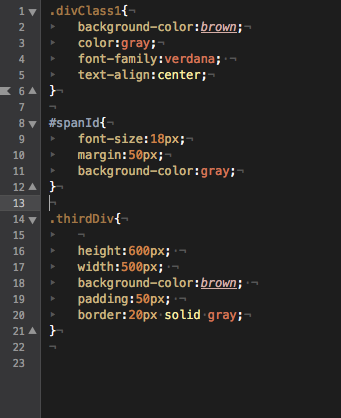 1 .divClass1{
2 background-color:brown;
3 color:gray;
4 font-family:verdana;
5 text-align:center;
6 }
7
8 #spanId{
9 font-size:18px;
10 margin:50px;
11 background-color:gray;
12 }
13
14 .thirdDiv{
15
16 height:600px;
17 width:500px;
18 background-color:brown;
19 padding:50px;
20 border:20px solid gray;
21 }
22
23